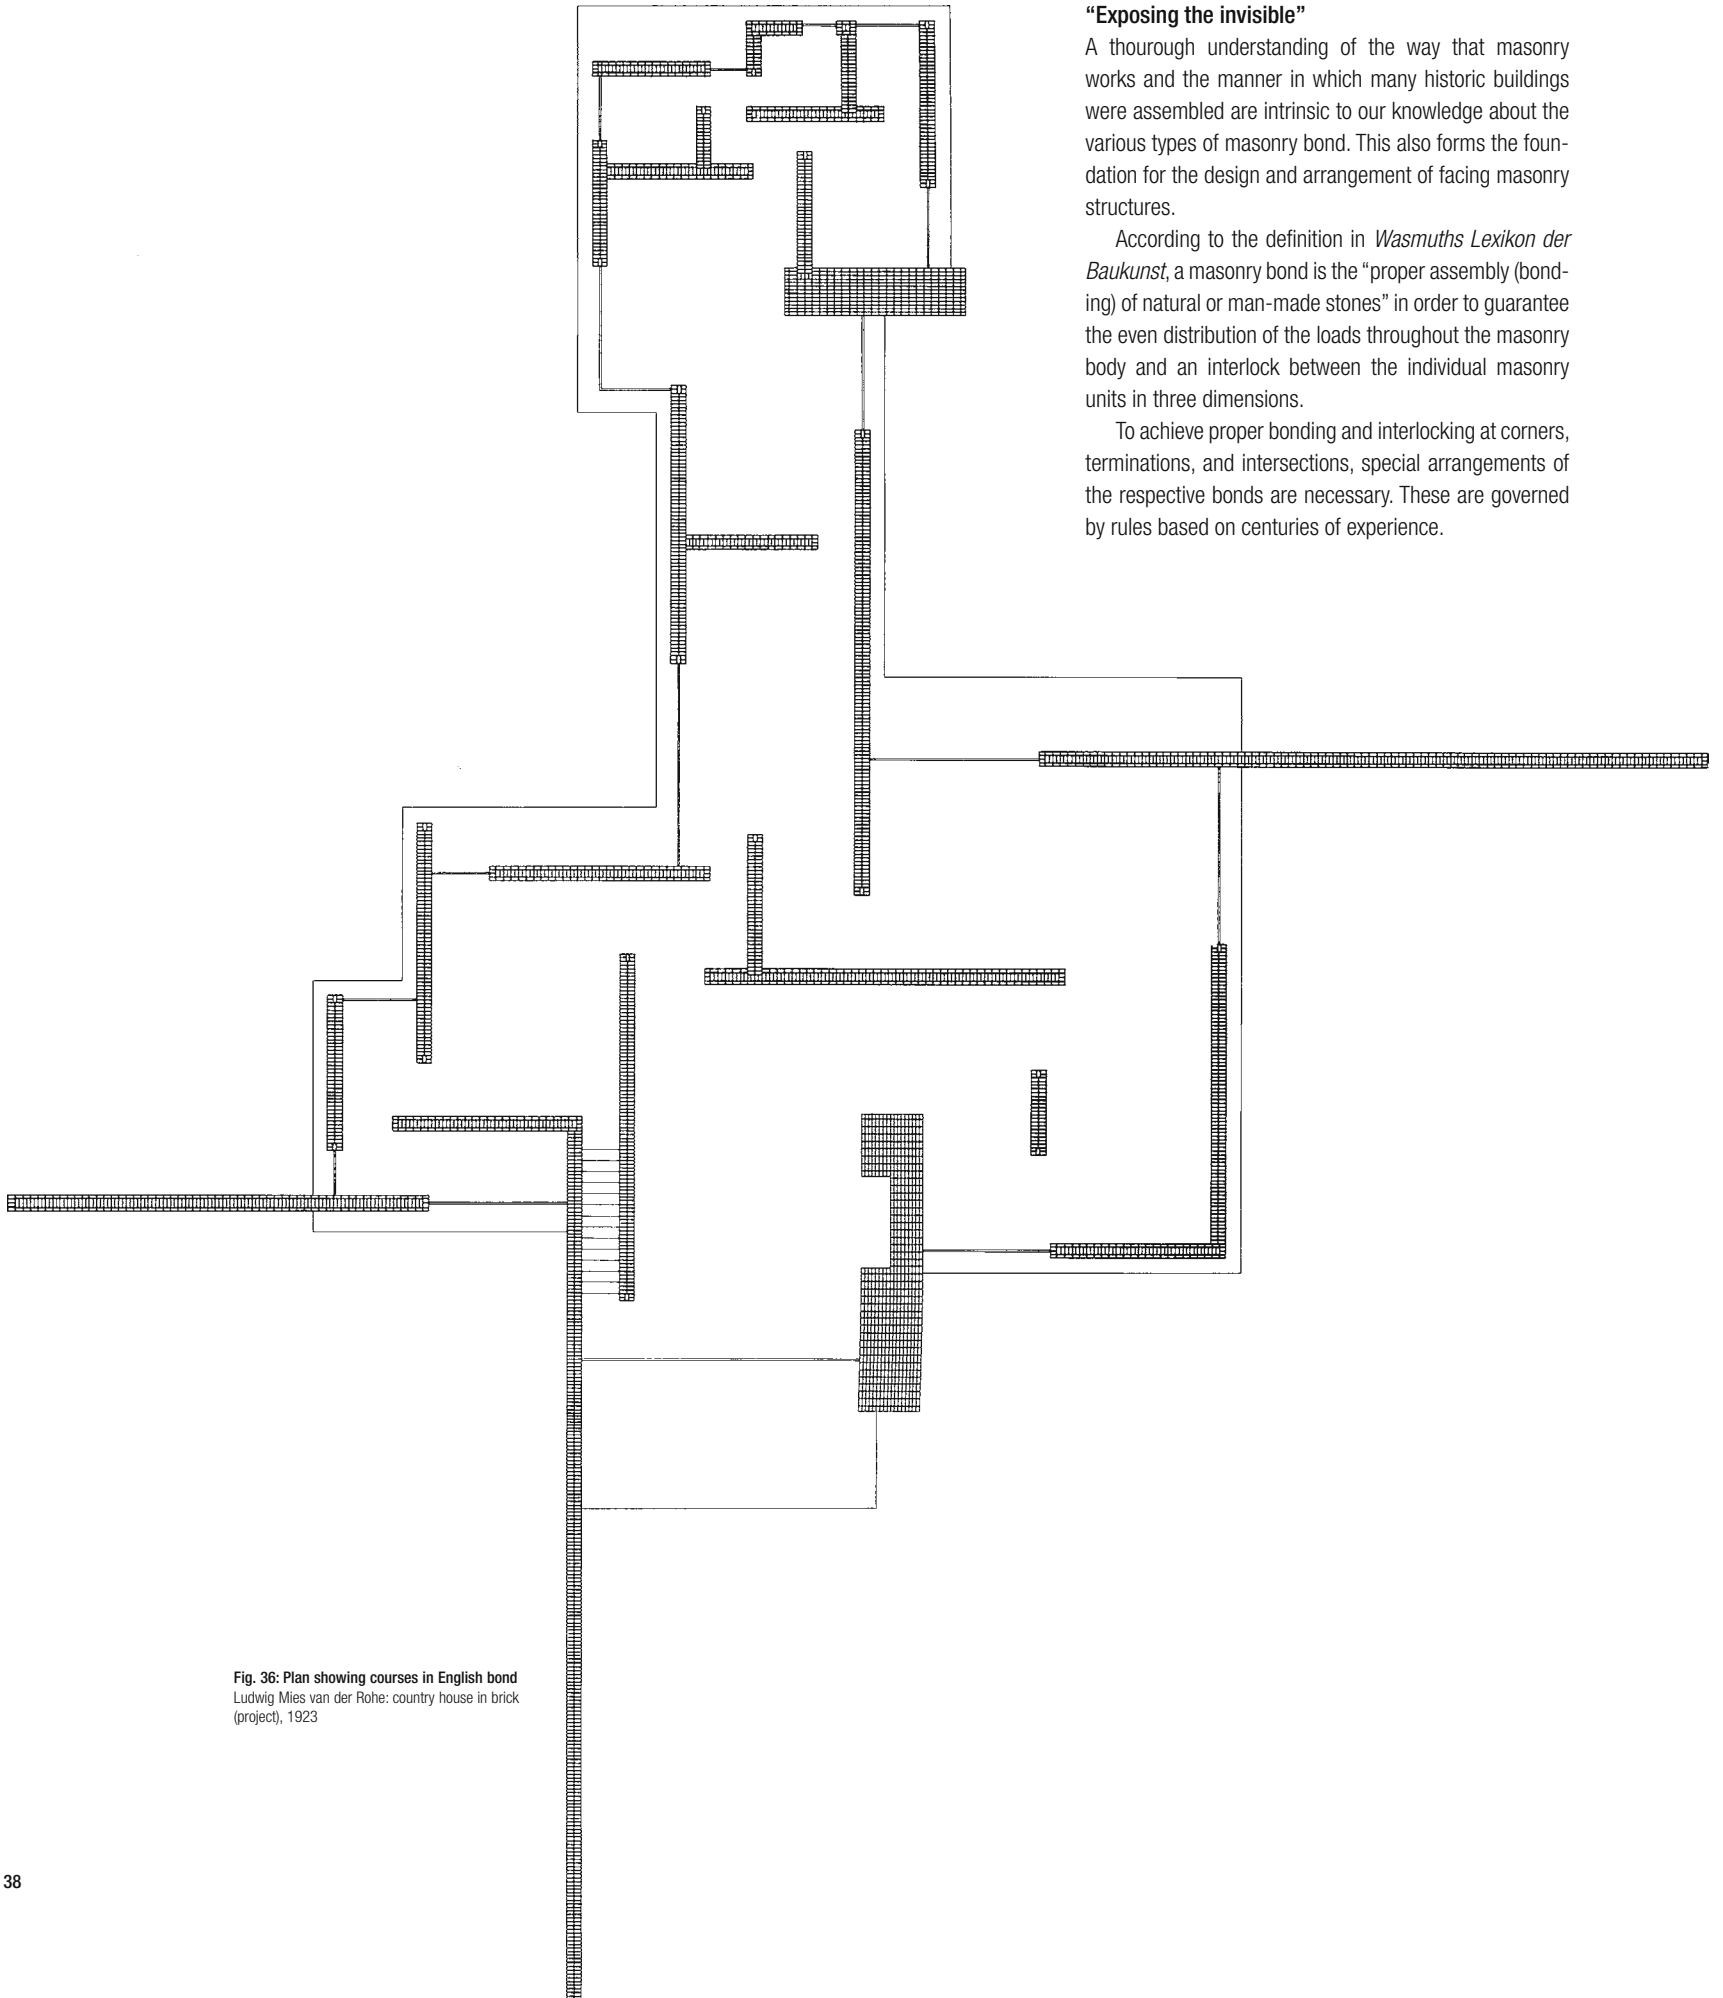 “Exposing the invisible”
A thourough understanding of the way that masonry
works and the manner in which many historic buildings
were assembled are intrinsic to our knowledge about the
various types of masonry bond. This also forms the foun-
dation for the design and arrangement of facing masonry
structures.
According to the definition in Wasmuths Lexikon der
Baukunst, a masonry bond is the “proper assembly (bond-
ing) of natural or man-made stones” in order to guarantee
the even distribution of the loads throughout the masonry
body and an interlock between the individual masonry
units in three dimensions.
To achieve proper bonding and interlocking at corners,
terminations, and intersections, special arrangements of
the respective bonds are necessary. These are governed
by rules based on centuries of experience.
Fig. 36: Plan showing courses in English bond
Ludwig Mies van der Rohe: country house in brick
(project), 1923
38